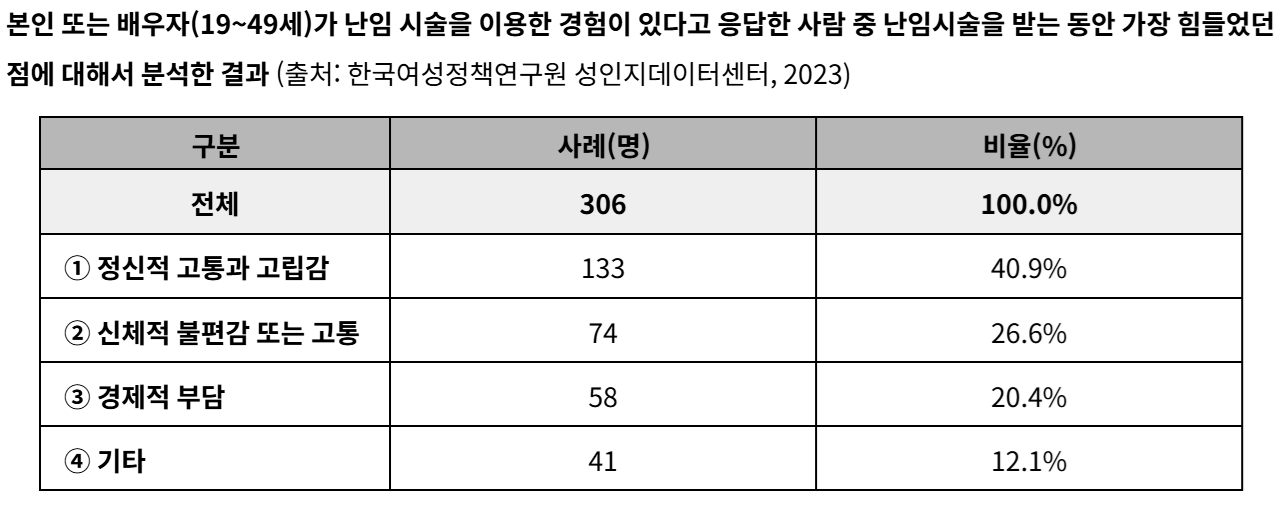 본인 또는 배우자(19~49세)가 난임 시술을 이용한 경험이 있다고 응답한 사람 중 난임시술을 받는 동안 가장 힘들었던
점에 대해서 분석한 결과 (출처: 한국여성정책연구원 성인지데이터센터, 2023)
구분 사례(명) 비율(%)
전체 306 100.0%
① 정신적 고통과 고립감 133 40.9%
② 신체적 불편감 또는 고통 74 26.6%
③ 경제적 부담 58 20.4%
④ 기타 41 12.1%